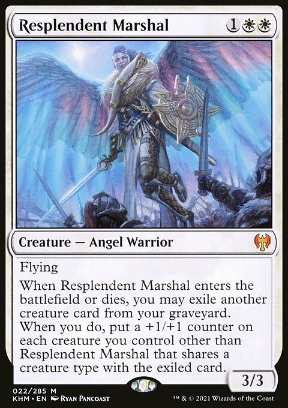 Resplendent Marshal 1
Creature — Angel Warrior
Flying
When Resplendent Marshal enters the
battlefield or dies, you may exile another
creature card from your graveyard.
When you do, put a +1/+1 counter on
each creature you control other than
Resplendent Marshal that shares a
creature type with the exiled card.
3/3
022/285 M
KHM • EN Ryan Pancoast
™ & © 2021 Wizards of the Coast